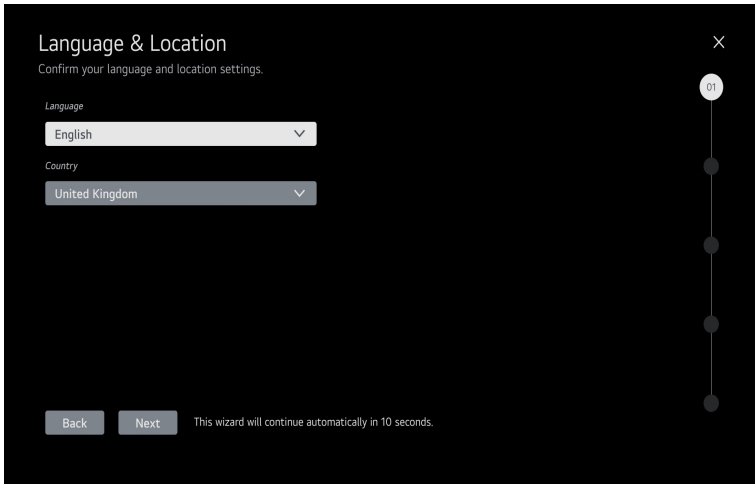 Language & Location
Confirm your language and location settings.
01
Language
English
Country
United Kingdom
Back
Next
This wizard will continue automatically in 10 seconds.